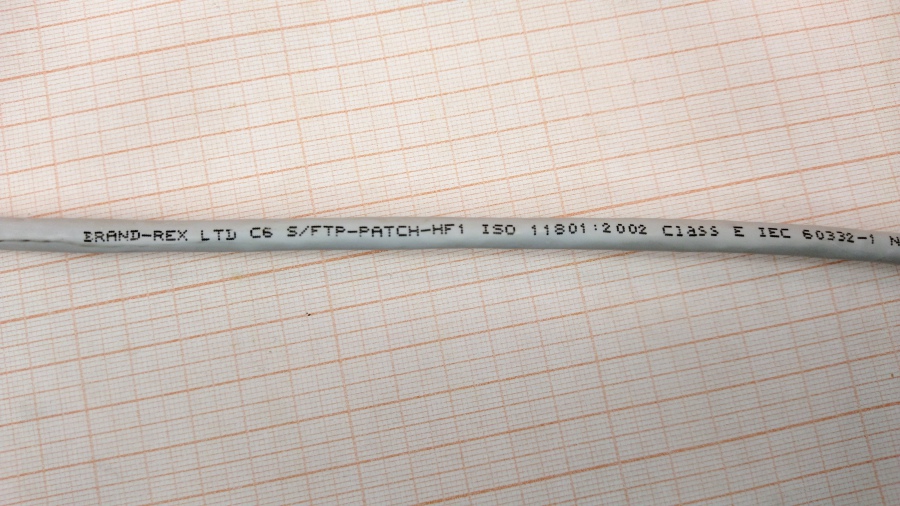 BRAND-REX LTD C6 S/FTP-PATCH-HF1 ISO 11801:2002 Class E IEC 60332-1 N